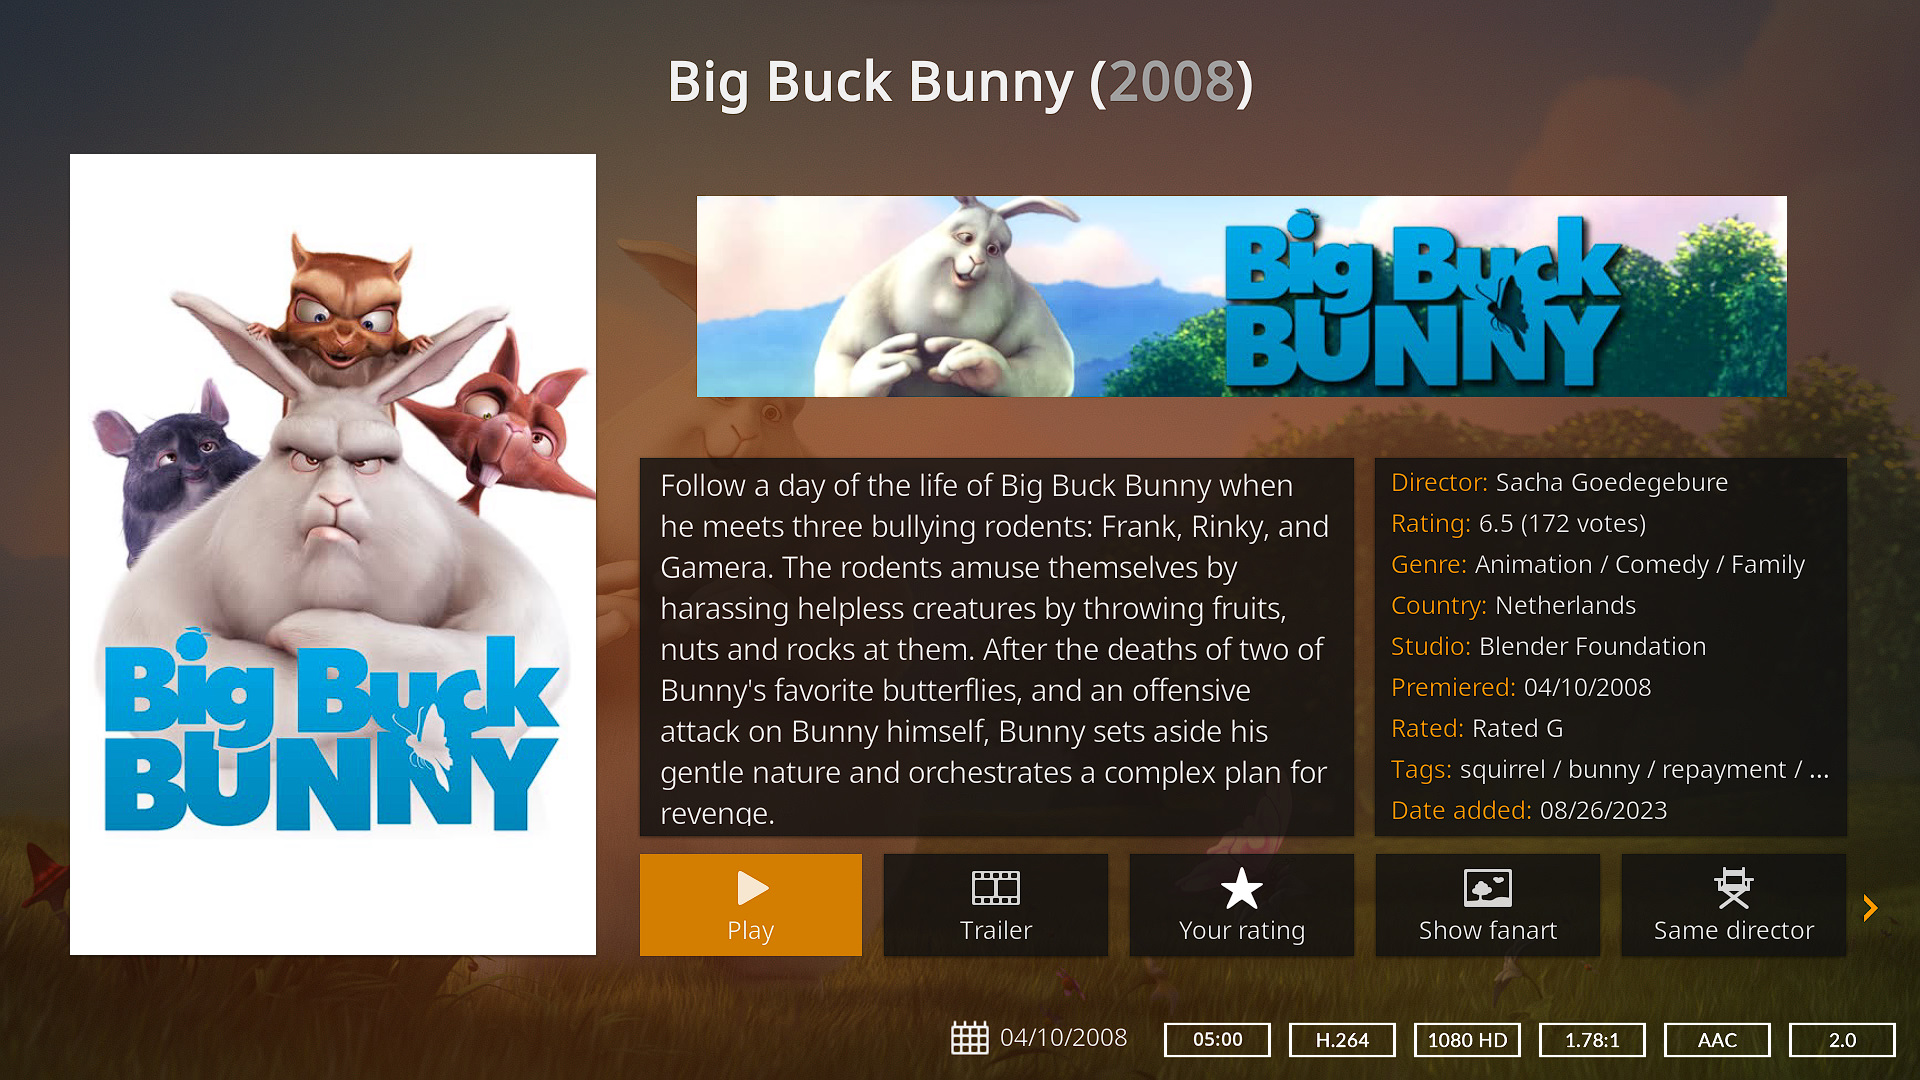 Big Buck Bunny (2008)
Big Buck
BUNNY
Big Buck
BUNNY
Follow a day of the life of Big Buck Bunny when
he meets three bullying rodents: Frank, Rinky, and
Gamera. The rodents amuse themselves by
harassing helpless creatures by throwing fruits,
nuts and rocks at them. After the deaths of two of
Bunny's favorite butterflies, and an offensive
attack on Bunny himself, Bunny sets aside his
gentle nature and orchestrates a complex plan for
revenge.
Director: Sacha Goedegebure
Rating: 6.5 (172 votes)
Genre: Animation / Comedy / Family
Country: Netherlands
Studio: Blender Foundation
Premiered: 04/10/2008
Rated: Rated G
Tags: squirrel / bunny / repayment / ...
Date added: 08/26/2023
Play
Trailer
Your rating
Show fanart
Same director
04/10/2008
05:00
H.264
1080 HD
1.78:1
AAC
2.0